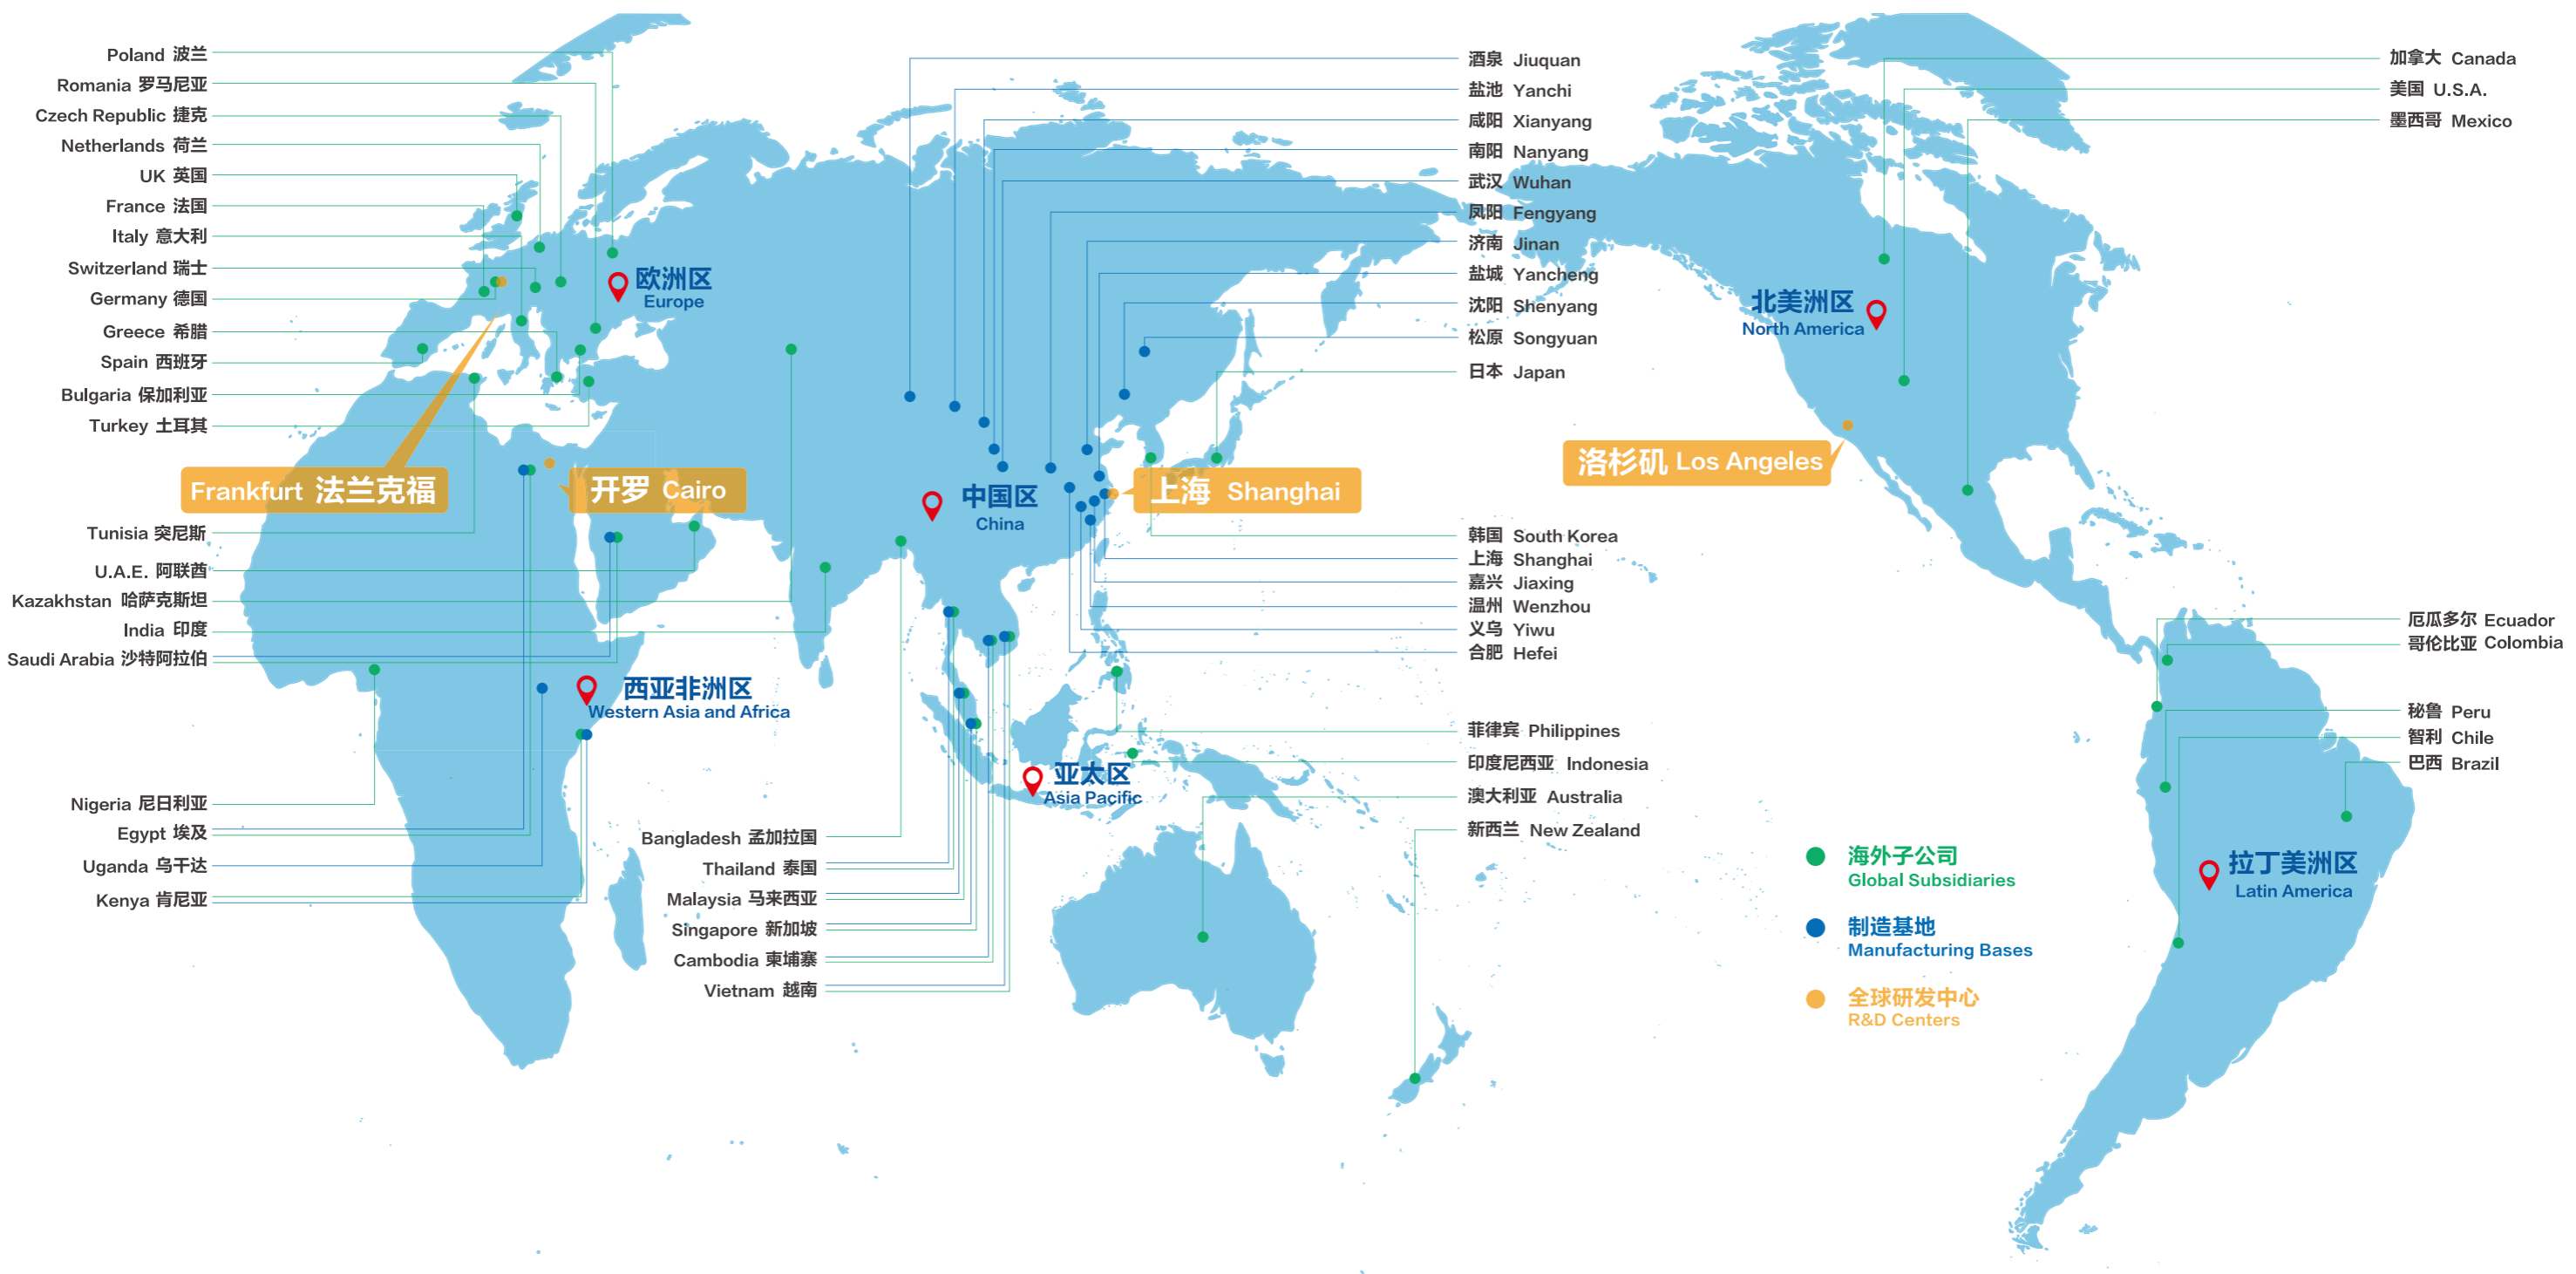 Poland 波兰
Romania 罗马尼亚
Czech Republic 捷克
Netherlands 荷兰
UK 英国
France 法国
Italy 意大利
Switzerland 瑞士
Germany 德国
Greece 希腊
Spain 西班牙
Bulgaria 保加利亚
Turkey 土耳其
欧洲区
Europe
Frankfurt 法兰克福
开罗 Cairo
Tunisia 突尼斯
U.A.E. 阿联酋
Kazakhstan 哈萨克斯坦
India 印度
Saudi Arabia 沙特阿拉伯
西亚非洲区
Western Asia and Africa
Nigeria 尼日利亚
Egypt 埃及
Uganda 乌干达
Kenya 肯尼亚
酒泉 Jiuquan
盐池 Yanchi
咸阳 Xianyang
南阳 Nanyang
武汉 Wuhan
凤阳 Fengyang
济南 Jinan
盐城 Yancheng
沈阳 Shenyang
松原 Songyuan
日本 Japan
中国区
China
上海 Shanghai
韩国 South Korea
上海 Shanghai
嘉兴 Jiaxing
温州 Wenzhou
义乌 Yiwu
合肥 Hefei
菲律宾 Philippines
印度尼西亚 Indonesia
澳大利亚 Australia
新西兰 New Zealand
亚太区
Asia Pacific
Bangladesh 孟加拉国
Thailand 泰国
Malaysia 马来西亚
Singapore 新加坡
Cambodia 柬埔寨
Vietnam 越南
加拿大 Canada
美国 U.S.A.
墨西哥 Mexico
北美洲区
North America
洛杉矶 Los Angeles
厄瓜多尔 Ecuador
哥伦比亚 Colombia
秘鲁 Peru
智利 Chile
巴西 Brazil
拉丁美洲区
Latin America
海外子公司
Global Subsidiaries
制造基地
Manufacturing Bases
全球研发中心
R&D Centers